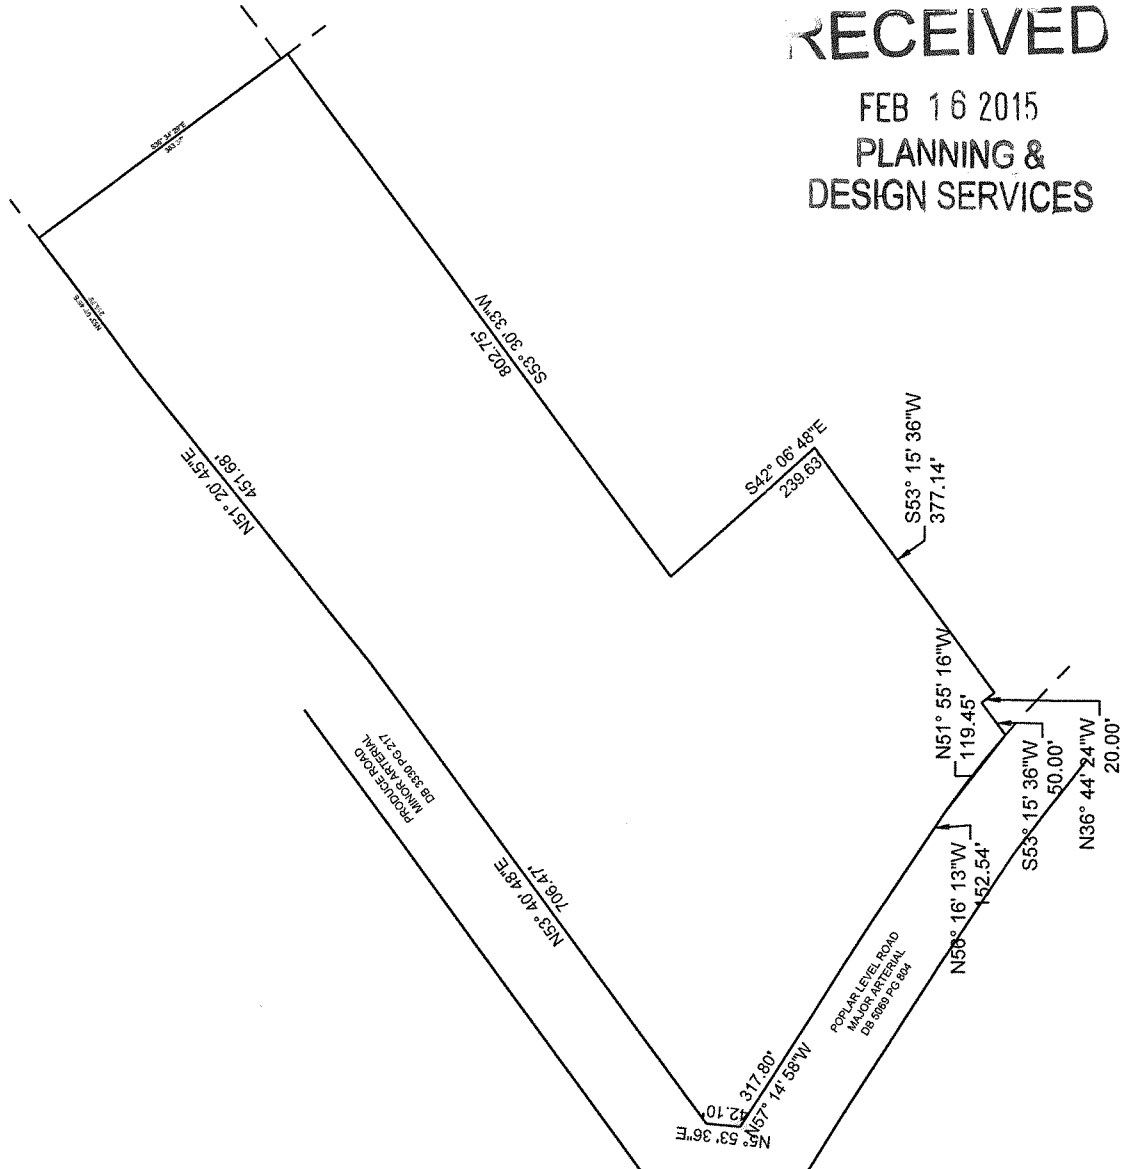 RECEIVED
FEB 16 2015
PLANNING &
DESIGN SERVICES
S53° 30' 33"W
802.75'
N51° 20' 45"E
451.68'
S42° 06' 48"E
239.63'
S53° 15' 36"W
377.14'
PRODUCE ROAD
MINOR ARTERIAL
DB 3330 PG 217
N53° 40' 48"E
706.47'
N51° 55' 16"W
119.45'
S53° 15' 36"W
50.00'
N36° 44' 24"W
20.00'
N56° 16' 13"W
152.54'
POPLAR LEVEL ROAD
MAJOR ARTERIAL
DB 5069 PG 804
317.80'
N57° 14' 58"W
42.10'
N5° 53' 36"E